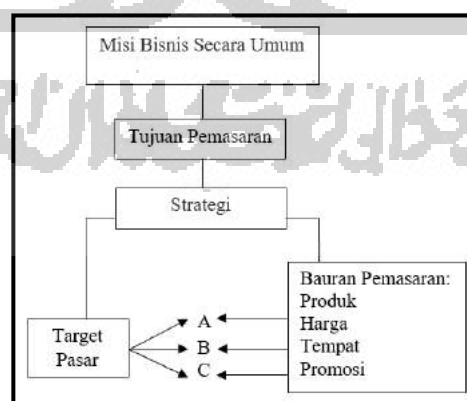 Misi Bisnis Secara Umum
Tujuan Pemasaran
Strategi
Target
Pasar
A
B
C
Bauran Pemasaran:
Produk
Harga
Tempat
Promosi